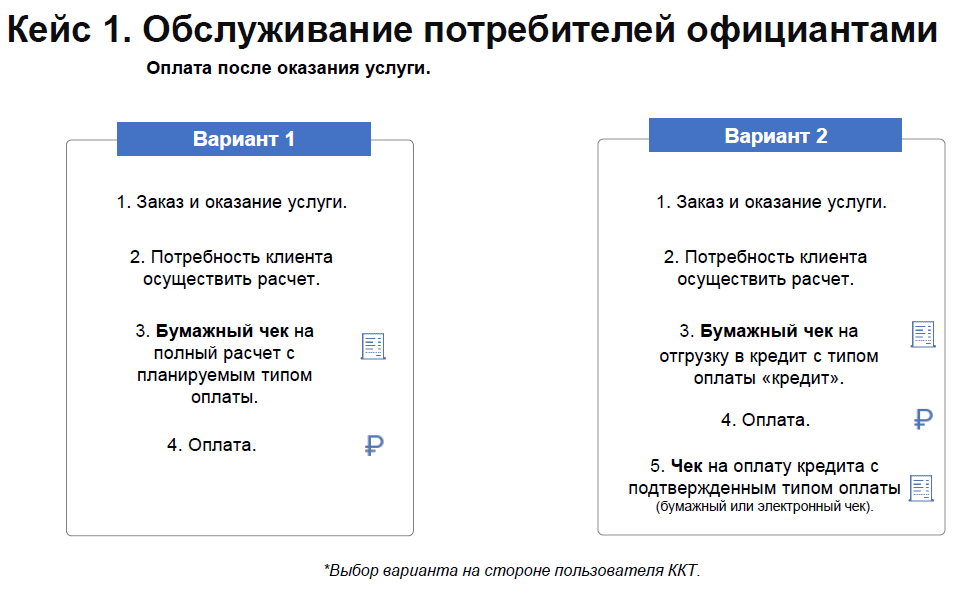 Кейс 1. Обслуживание потребителей официантами
Оплата после оказания услуги.
Вариант 1
1. Заказ и оказание услуги.
2. Потребность клиента
осуществить расчет.
3. Бумажный чек на
полный расчет с
планируемым типом
оплаты.
4. Оплата.
Вариант 2
1. Заказ и оказание услуги.
2. Потребность клиента
осуществить расчет.
3. Бумажный чек на
отгрузку в кредит с типом
оплаты «кредит».
4. Оплата.
5. Чек на оплату кредита с
подтвержденным типом оплаты
(бумажный или электронный чек).
*Выбор варианта на стороне пользователя ККТ.